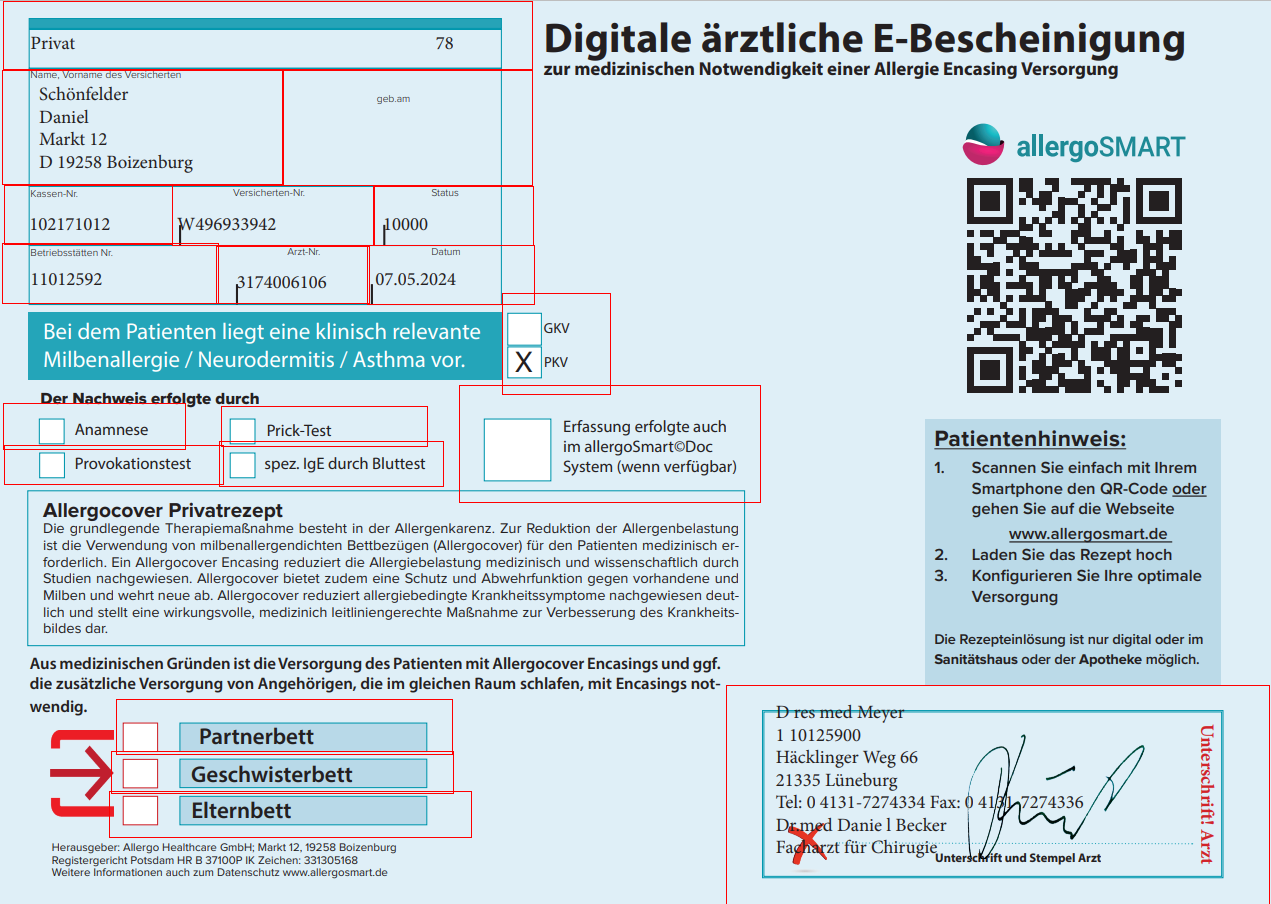 Digitale ärztliche E-Bescheinigung
zur medizinischen Notwendigkeit einer Allergie Encasing Versorgung
Privat 78
Name, Vorname des Versicherten
Schönfelder
Daniel
geb.am
Markt 12
D 19258 Boizenburg
Kassen-Nr. Versicherten-Nr. Status
102171012 W496933942 10000
Betriebsstätten Nr. Arzt-Nr. Datum
11012592 3174006106 07.05.2024
allergoSMART
Bei dem Patienten liegt eine klinisch relevante
Milbenallergie / Neurodermitis / Asthma vor.
GKV
X PKV
Der Nachweis erfolgte durch
Anamnese Prick-Test
Provokationstest spez. IgE durch Bluttest
Erfassung erfolgte auch
im allergoSmart©Doc
System (wenn verfügbar)
Allergocover Privatrezept
Die grundlegende Therapiemaßnahme besteht in der Allergenkarenz. Zur Reduktion der Allergenbelastung
ist die Verwendung von milbenallergendichten Bettbezügen (Allergocover) für den Patienten medizinisch er-
forderlich. Ein Allergocover Encasing reduziert die Allergiebelastung medizinisch und wissenschaftlich durch
Studien nachgewiesen. Allergocover bietet zudem eine Schutz und Abwehrfunktion gegen vorhandene und
Milben und wehrt neue ab. Allergocover reduziert allergiebedingte Krankheitssymptome nachgewiesen deut-
lich und stellt eine wirkungsvolle, medizinich leitliniengerechte Maßnahme zur Verbesserung des Krankheits-
bildes dar.
Patientenhinweis:
1. Scannen Sie einfach mit Ihrem
Smartphone den QR-Code oder
gehen Sie auf die Webseite
www.allergosmart.de
2. Laden Sie das Rezept hoch
3. Konfigurieren Sie Ihre optimale
Versorgung
Die Rezepteinlösung ist nur digital oder im
Sanitätshaus oder der Apotheke möglich.
Aus medizinischen Gründen ist die Versorgung des Patienten mit Allergocover Encasings und ggf.
die zusätzliche Versorgung von Angehörigen, die im gleichen Raum schlafen, mit Encasings not-
wendig.
Partnerbett
Geschwisterbett
Elternbett
D res med Meyer
1 10125900
Häcklinger Weg 66
21335 Lüneburg
Tel: 0 4131-7274334 Fax: 0 4131-7274336
Dr.med Danie l Becker
Facharzt für Chirugie
Unterschrift und Stempel Arzt
Unterschrift! Arzt
Herausgeber: Allergo Healthcare GmbH; Markt 12, 19258 Boizenburg
Registergericht Potsdam HR B 37100P IK Zeichen: 331305168
Weitere Informationen auch zum Datenschutz www.allergosmart.de